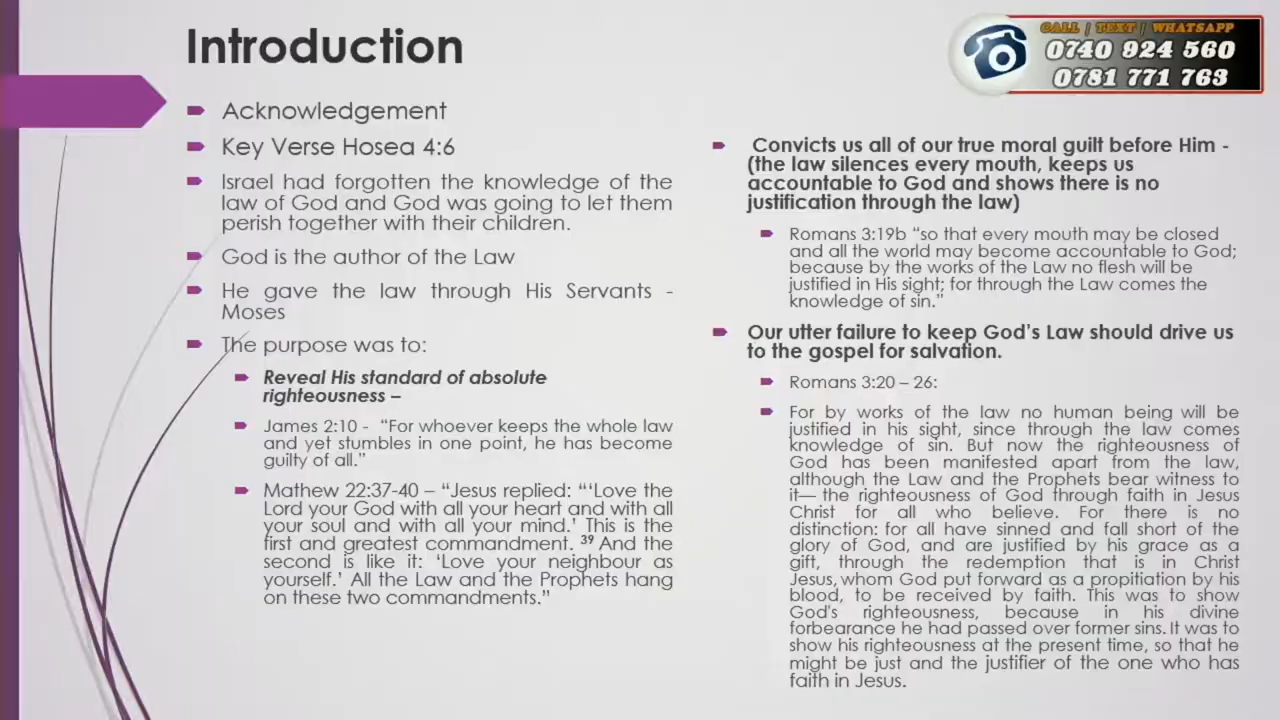 Introduction
CALL | TEXT | WHATSAPP
0740 924 560
0781 771 763
Acknowledgement
Key Verse Hosea 4:6
Israel had forgotten the knowledge of the
law of God and God was going to let them
perish together with their children.
God is the author of the Law
He gave the law through His Servants -
Moses
The purpose was to:
Reveal His standard of absolute
righteousness –
James 2:10 - “For whoever keeps the whole law
and yet stumbles in one point, he has become
guilty of all.”
Mathew 22:37-40 – “Jesus replied: “‘Love the
Lord your God with all your heart and with all
your soul and with all your mind.’ This is the
first and greatest commandment. 39 And the
second is like it: ‘Love your neighbour as
yourself.’ All the Law and the Prophets hang
on these two commandments.”
Convicts us all of our true moral guilt before Him -
(the law silences every mouth, keeps us
accountable to God and shows there is no
justification through the law)
Romans 3:19b “so that every mouth may be closed
and all the world may become accountable to God;
because by the works of the Law no flesh will be
justified in His sight; for through the Law comes the
knowledge of sin.”
Our utter failure to keep God’s Law should drive us
to the gospel for salvation.
Romans 3:20 – 26:
For by works of the law no human being will be
justified in his sight, since through the law comes
knowledge of sin. But now the righteousness of
God has been manifested apart from the law,
although the Law and the Prophets bear witness to
it— the righteousness of God through faith in Jesus
Christ for all who believe. For there is no
distinction: for all have sinned and fall short of the
glory of God, and are justified by his grace as a
gift, through the redemption that is in Christ
Jesus, whom God put forward as a propitiation by his
blood, to be received by faith. This was to show
God's righteousness, because in his divine
forbearance he had passed over former sins. It was to
show his righteousness at the present time, so that he
might be just and the justifier of the one who has
faith in Jesus.